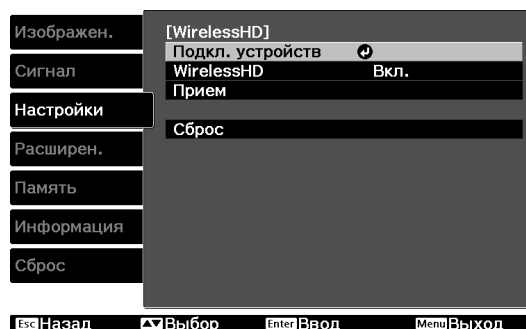 Изображен.
Сигнал
Настройки
Расширен.
Память
Информация
Сброс
[WirelessHD]
Подкл. устройств
WirelessHD Вкл.
Прием
Сброс
Esc Назад Выбор Enter Ввод Menu Выход